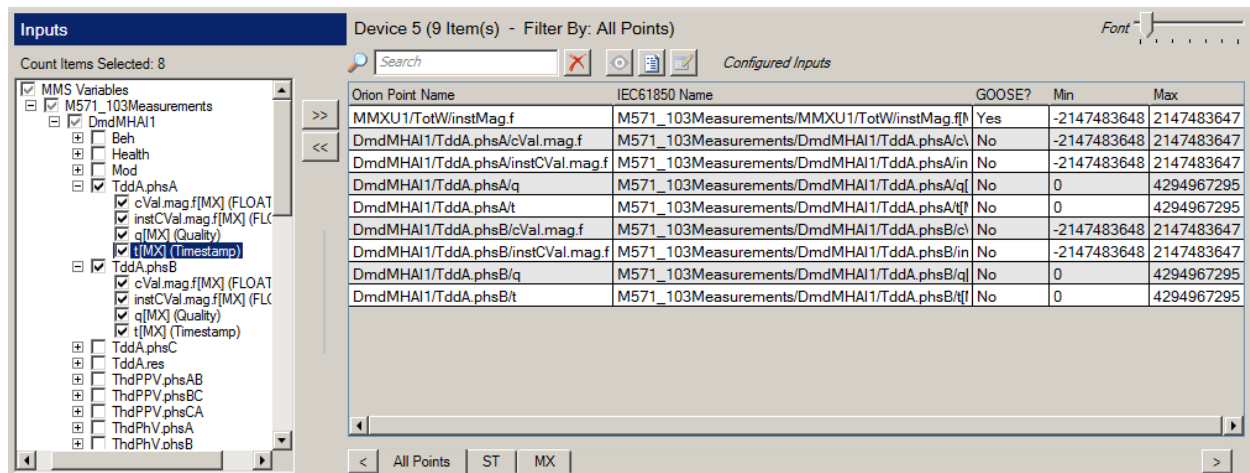 Inputs
Count Items Selected: 8
MMS Variables
M571_103Measurements
DmdMHAI1
Beh
Health
Mod
TddA.phsA
cVal.mag.f[MX] (FLOAT
instCVal.mag.f[MX] (FL
q[MX] (Quality)
t[MX] (Timestamp)
TddA.phsB
cVal.mag.f[MX] (FLOAT
instCVal.mag.f[MX] (FL
q[MX] (Quality)
t[MX] (Timestamp)
TddA.phsC
TddA.res
ThdPPV.phsAB
ThdPPV.phsBC
ThdPPV.phsCA
ThdPhV.phsA
ThdPhV.phsB
>>
<<
Device 5 (9 Item(s) - Filter By: All Points)
Font
Search
Configured Inputs
Orion Point Name IEC61850 Name GOOSE? Min Max
MMXU1/TotW/instMag.f M571_103Measurements/MMXU1/TotW/instMag.f[M Yes -2147483648 2147483647
DmdMHAI1/TddA.phsA/cVal.mag.f M571_103Measurements/DmdMHAI1/TddA.phsA/c\ No -2147483648 2147483647
DmdMHAI1/TddA.phsA/instCVal.mag.f M571_103Measurements/DmdMHAI1/TddA.phsA/in No -2147483648 2147483647
DmdMHAI1/TddA.phsA/q M571_103Measurements/DmdMHAI1/TddA.phsA/q[ No 0 4294967295
DmdMHAI1/TddA.phsA/t M571_103Measurements/DmdMHAI1/TddA.phsA/t[M No 0 4294967295
DmdMHAI1/TddA.phsB/cVal.mag.f M571_103Measurements/DmdMHAI1/TddA.phsB/c\ No -2147483648 2147483647
DmdMHAI1/TddA.phsB/instCVal.mag.f M571_103Measurements/DmdMHAI1/TddA.phsB/in No -2147483648 2147483647
DmdMHAI1/TddA.phsB/q M571_103Measurements/DmdMHAI1/TddA.phsB/q[ No 0 4294967295
DmdMHAI1/TddA.phsB/t M571_103Measurements/DmdMHAI1/TddA.phsB/t[M No 0 4294967295
< All Points ST MX >